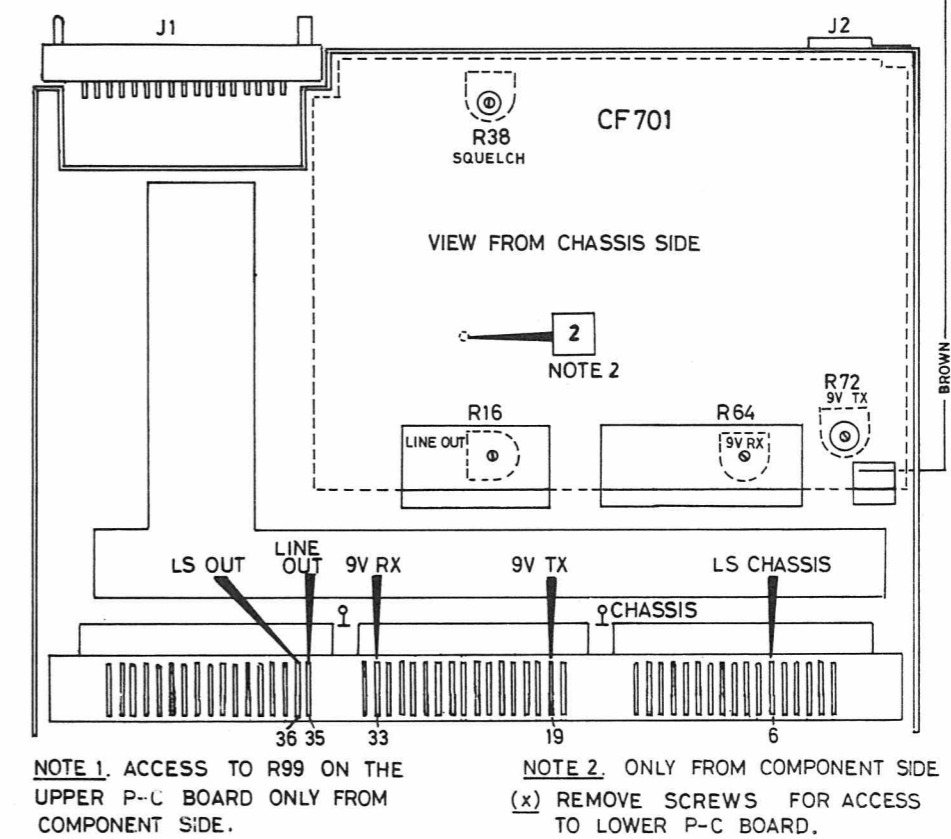 J1
J2
R38
SQUELCH
CF701
VIEW FROM CHASSIS SIDE
2
NOTE 2
BROWN
R72
9V TX
R16
LINE OUT
R64
9V RX
LS OUT
LINE
OUT
9V RX
9V TX
LS CHASSIS
CHASSIS
36 35 33 19 6
NOTE 1. ACCESS TO R99 ON THE
UPPER P-C BOARD ONLY FROM
COMPONENT SIDE.
NOTE 2. ONLY FROM COMPONENT SIDE
(x) REMOVE SCREWS FOR ACCESS
TO LOWER P-C BOARD.